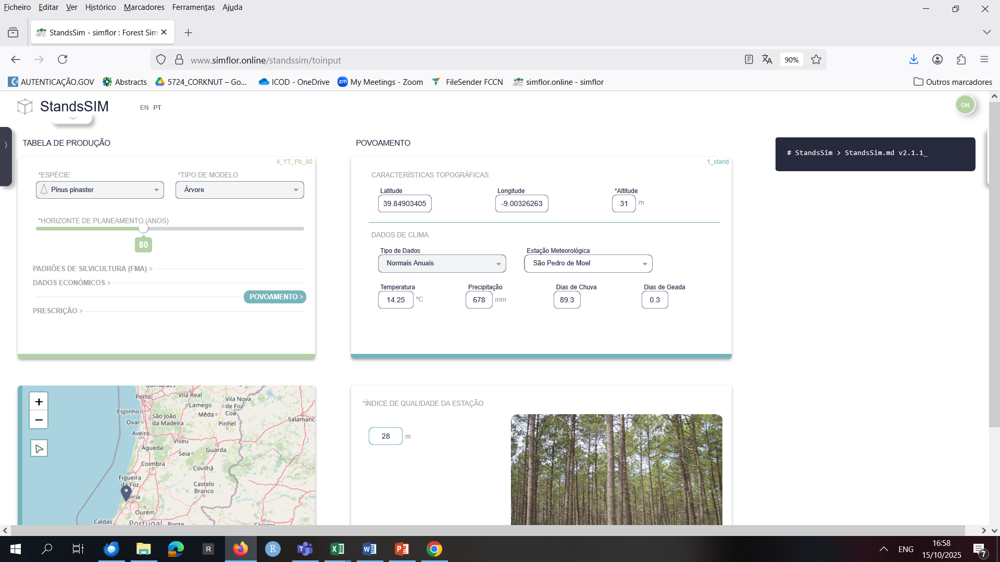 Ficheiro Editar Ver Histórico Marcadores Ferramentas Ajuda
StandsSim - simflor : Forest Sim
www.simflor.online/standssim/toinput
90%
AUTENTICAÇÃO.GOV Abstracts 5724_CORKNUT – Go... ICOD - OneDrive zm My Meetings - Zoom FileSender FCCN simflor.online - simflor Outros marcadores
StandsSIM EN PT
ON
TABELA DE PRODUÇÃO
4_YT_Pb_80
*ESPÉCIE *TIPO DE MODELO
Pinus pinaster Árvore
*HORIZONTE DE PLANEAMENTO (ANOS)
80
PADRÕES DE SILVICULTURA (FMA) >
DADOS ECONÓMICOS >
POVOAMENTO >
PRESCRIÇÃO >
POVOAMENTO
1_stand
CARACTERÍSTICAS TOPOGRÁFICAS
Latitude Longitude *Altitude
39.84903405 -9.00326263 31 m
DADOS DE CLIMA
Tipo de Dados Estação Meteorológica
Normais Anuais São Pedro de Moel
Temperatura Precipitação Dias de Chuva Dias de Geada
14.25 ºC 678 mm 89.3 0.3
# StandsSim > StandsSim.md v2.1.1_
+
−
Guimarães
Porto
Vila Real
Vila Nova
de Foz
Coa
Lamego
Espinho
São João
da Madeira
Mêda
Salamanc
Ovar
Pinhel
Aveiro
Viseu
Águeda
Guarda
Seia
Coimbra
Covilhã
Figueira
da Foz
Castelo
Branco
eiria
Ourém
Caldas
Portugal
Ponte
Cáceres
*ÍNDICE DE QUALIDADE DA ESTAÇÃO
28 m
R
R
ENG
16:58
15/10/2025
7